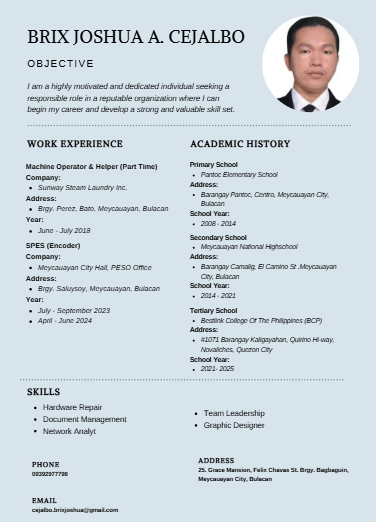 BRIX JOSHUA A. CEJALBO
OBJECTIVE
I am a highly motivated and dedicated individual seeking a
responsible role in a reputable organization where I can
begin my career and develop a strong and valuable skill set.
WORK EXPERIENCE
Machine Operator & Helper (Part Time)
Company:
• Sunway Steam Laundry Inc.
Address:
• Brgy. Perez, Bato, Meycauayan, Bulacan
Year:
• June - July 2018
SPES (Encoder)
Company:
• Meycauayan City Hall, PESO Office
Address:
• Brgy. Saluysoy, Meycauayan, Bulacan
Year:
• July - September 2023
• April - June 2024
ACADEMIC HISTORY
Primary School
• Pantoc Elementary School
Address:
• Barangay Pantoc, Centro, Meycauayan City,
Bulacan
School Year:
• 2008 - 2014
Secondary School
• Meycauayan National Highschool
Address:
• Barangay Camalig, El Camino St .Meycauayan
City, Bulacan
School Year:
• 2014 - 2021
Tertiary School
• Bestlink College Of The Philippines (BCP)
Address:
• #1071 Barangay Kaligayahan, Quirino Hi-way,
Novaliches, Quezon City
School Year:
• 2021- 2025
SKILLS
• Hardware Repair
• Document Management
• Network Analyt
• Team Leadership
• Graphic Designer
PHONE
09392977798
EMAIL
cejalbo.brixjoshua@gmail.com
ADDRESS
25. Grace Mansion, Felix Chavas St. Brgy. Bagbaguin,
Meycauayan City, Bulacan